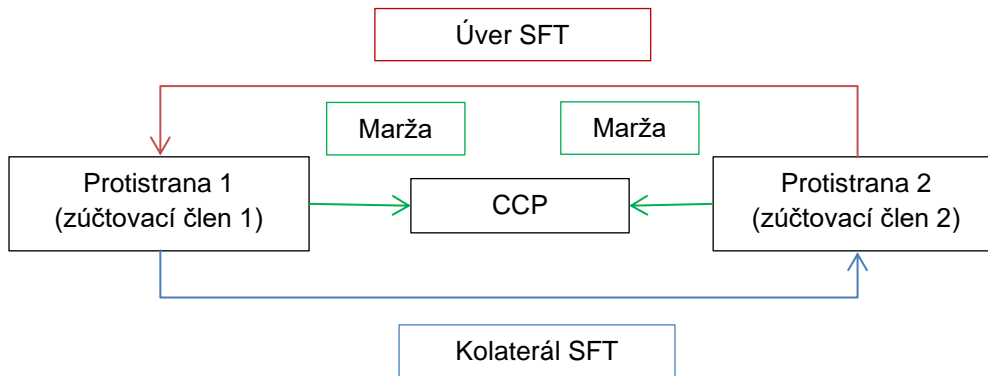 Úver SFT
Marža
Marža
Protistrana 1
(zúčtovací člen 1)
CCP
Protistrana 2
(zúčtovací člen 2)
Kolaterál SFT